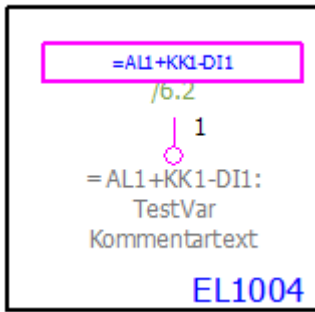 =AL1+KK1-DI1
/6.2
1
=AL1+KK1-DI1:
TestVar
Kommentartext
EL1004